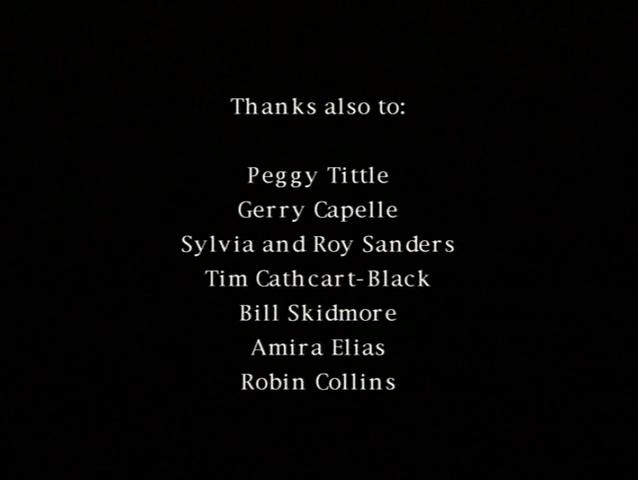 Thanks also to:
Peggy Tittle
Gerry Capelle
Sylvia and Roy Sanders
Tim Cathcart-Black
Bill Skidmore
Amira Elias
Robin Collins